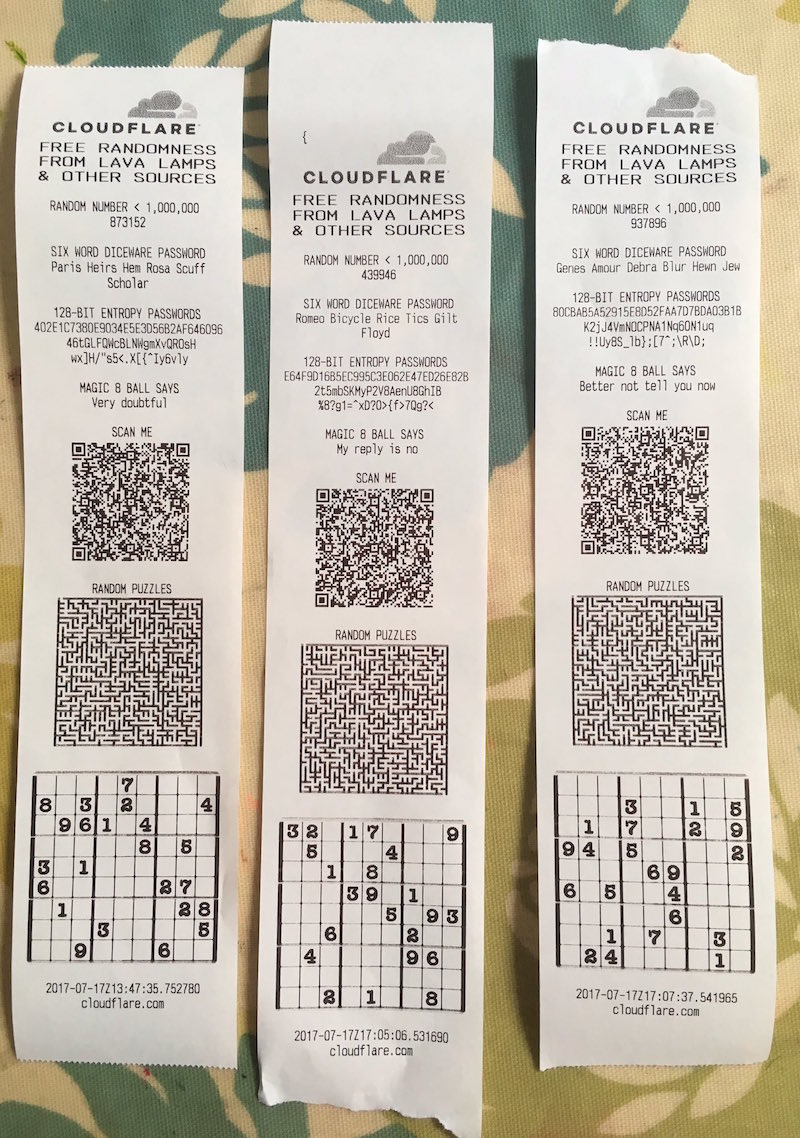 CLOUDFLARE
FREE RANDOMNESS
FROM LAVA LAMPS
& OTHER SOURCES
RANDOM NUMBER < 1,000,000
873152
SIX WORD DICEWARE PASSWORD
Paris Heirs Hem Rosa Scuff
Scholar
128-BIT ENTROPY PASSWORDS
402E1C7380E9034E5E3D56B2AF646096
46tGLFQWcBLNWgmXvQROsH
wx]H/"s5<.X[{^Iy6vly
MAGIC 8 BALL SAYS
Very doubtful
SCAN ME
RANDOM PUZZLES
7
8 3 2 4
9 6 1 4
8 5
3 1
6 2 7
1 2 8
3 5
9 6
2017-07-17Z13:47:35.752780
cloudflare.com
{
CLOUDFLARE
FREE RANDOMNESS
FROM LAVA LAMPS
& OTHER SOURCES
RANDOM NUMBER < 1,000,000
439946
SIX WORD DICEWARE PASSWORD
Romeo Bicycle Rice Tics Gilt
Floyd
128-BIT ENTROPY PASSWORDS
E64F9D16B5EC995C3E062E47ED26E82B
2t5mbSKMyP2V8AenU8GhIB
%8?g1=^xD?O>{f>7Qg?<
MAGIC 8 BALL SAYS
My reply is no
SCAN ME
RANDOM PUZZLES
3 2 1 7 9
5 4
1 8
3 9 1
5 9 3
6 2
4 9 6
2 1 8
2017-07-17Z17:05:06.531690
cloudflare.com
CLOUDFLARE
FREE RANDOMNESS
FROM LAVA LAMPS
& OTHER SOURCES
RANDOM NUMBER < 1,000,000
937896
SIX WORD DICEWARE PASSWORD
Genes Amour Debra Blur Hewn Jew
128-BIT ENTROPY PASSWORDS
80CBAB5A52915E8D52FAA7D7BDA03B1B
K2jJ4VmNOCPNA1Nq60N1uq
!!Uy8S_lb};[7^;\R\D;
MAGIC 8 BALL SAYS
Better not tell you now
SCAN ME
RANDOM PUZZLES
3 1 5
1 7 2 9
9 4 5 2
6 9
6 5 4
6
1 7 3
2 4 1
2017-07-17Z17:07:37.541965
cloudflare.com